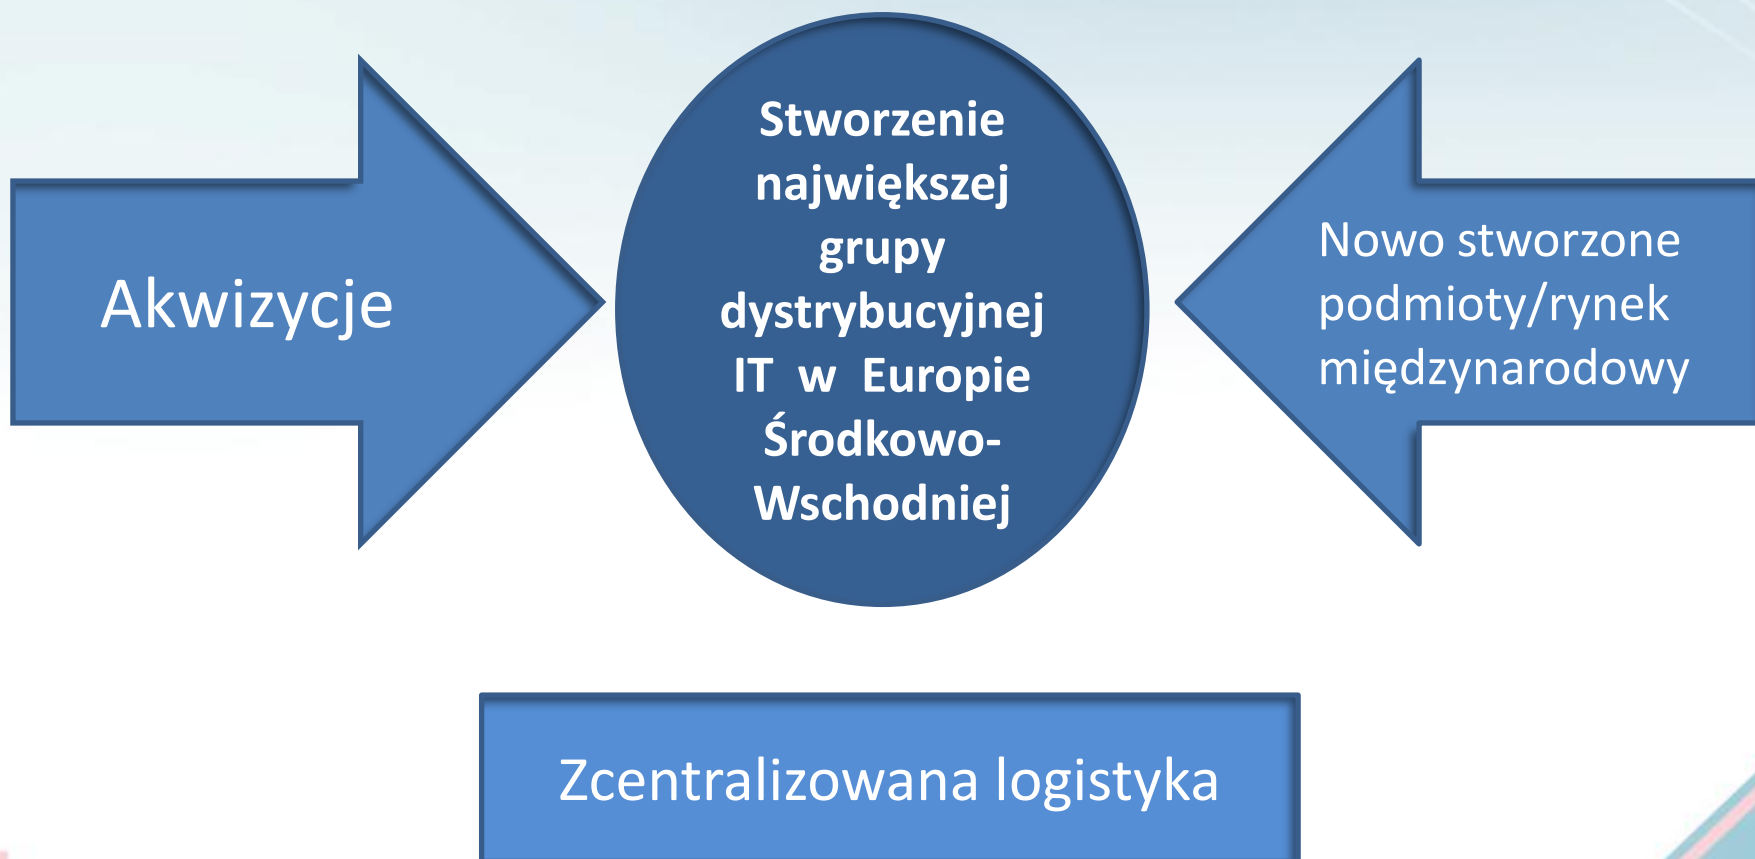 Akwizycje
Stworzenie
największej
grupy
dystrybucyjnej
IT w Europie
Środkowo-
Wschodniej
Nowo stworzone
podmioty/rynek
międzynarodowy
Zcentralizowana logistyka